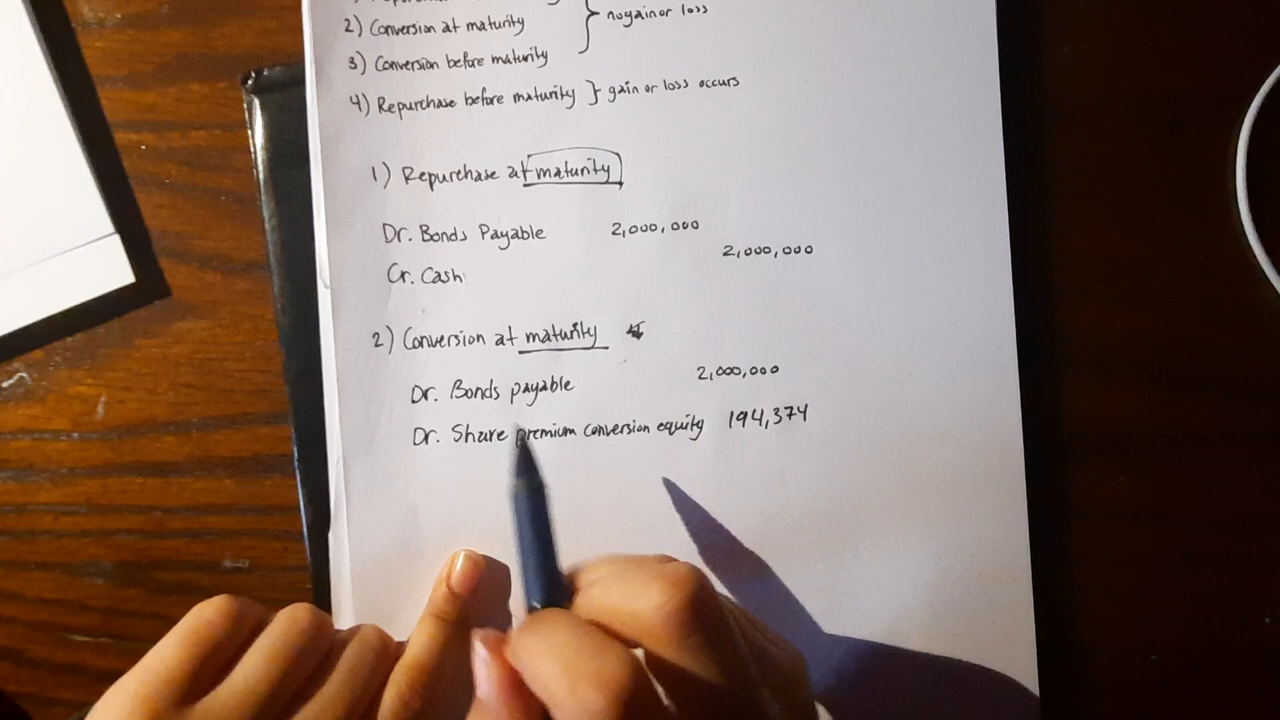 2) Conversion at maturity } no gain or loss
3) Conversion before maturity
4) Repurchase before maturity } gain or loss occurs
1) Repurchase at maturity
Dr. Bonds Payable 2,000,000
2,000,000
Cr. Cash
2) Conversion at maturity
Dr. Bonds payable 2,000,000
Dr. Share premium conversion equity 194,374